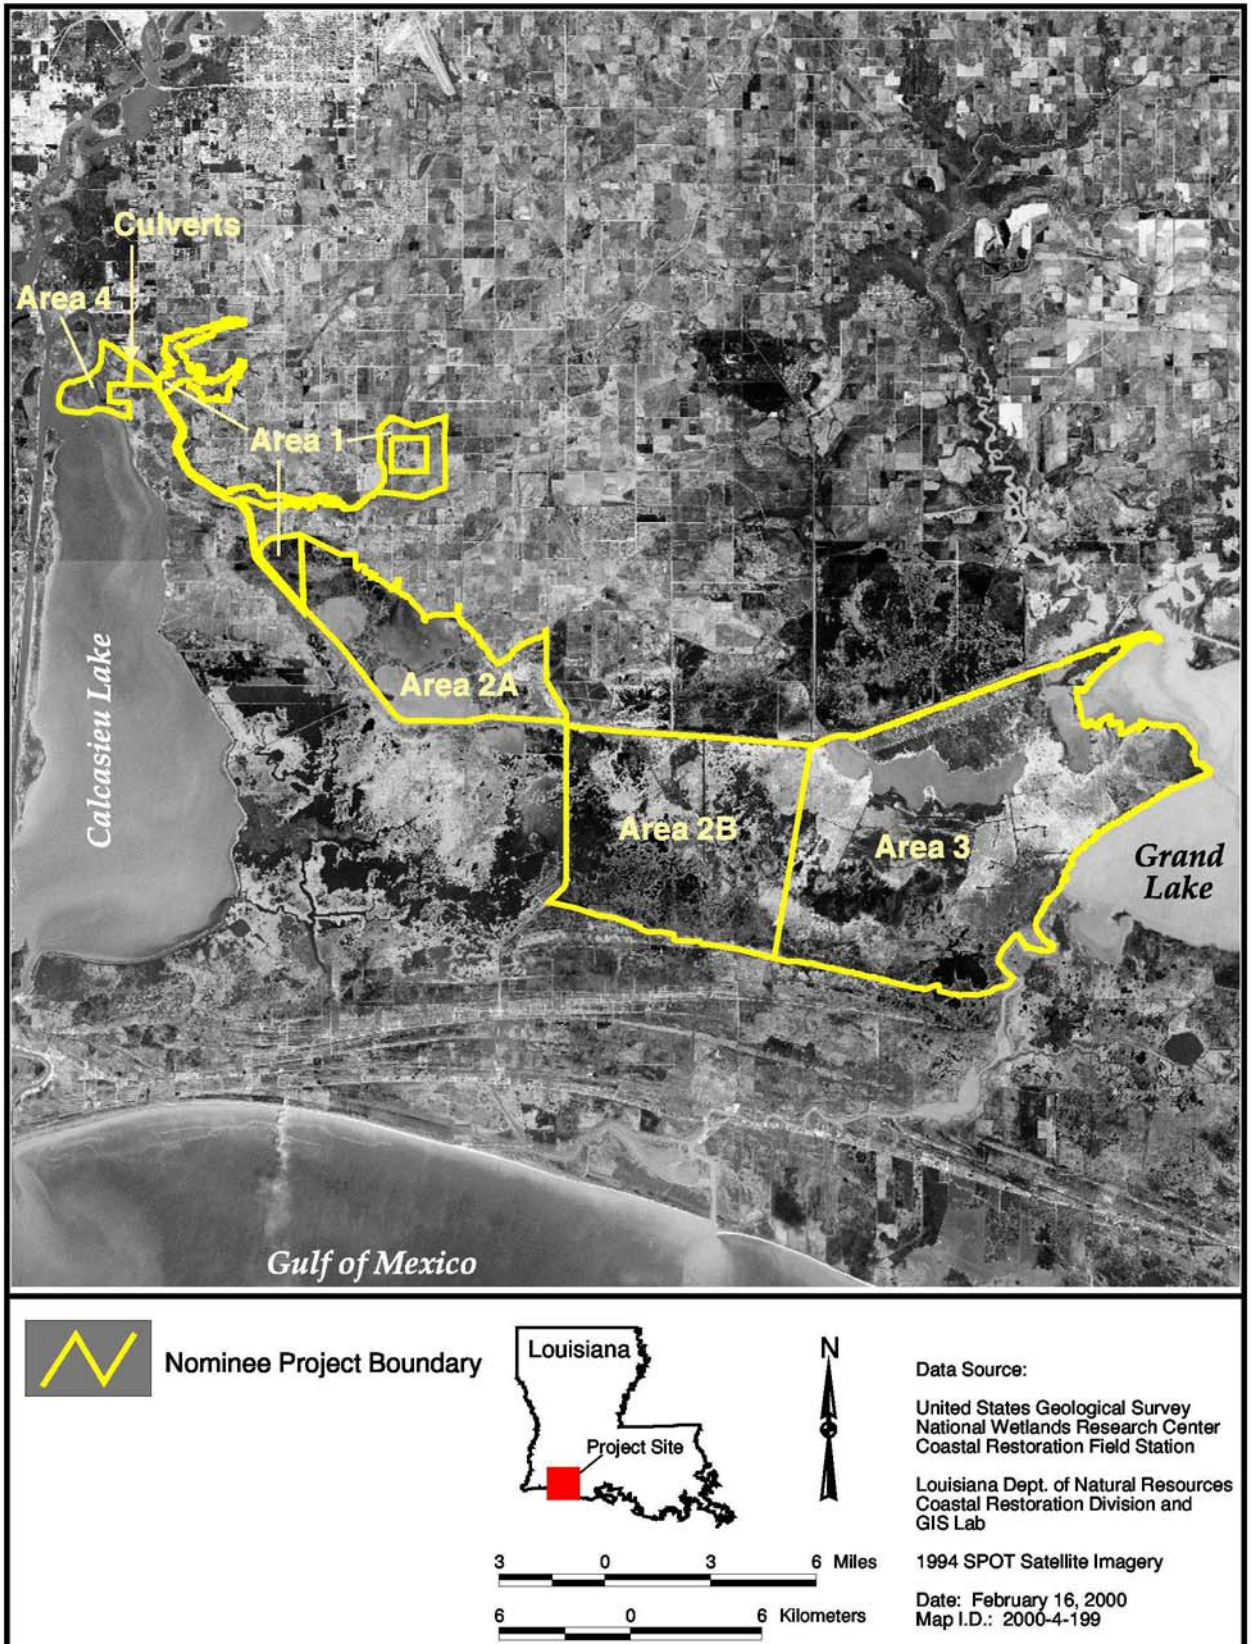 Culverts
Area 4
Area 1
Calcasieu Lake
Area 2A
Area 2B
Area 3
Grand
Lake
Gulf of Mexico
Nominee Project Boundary
Louisiana
Project Site
N
Data Source:
United States Geological Survey
National Wetlands Research Center
Coastal Restoration Field Station
Louisiana Dept. of Natural Resources
Coastal Restoration Division and
GIS Lab
1994 SPOT Satellite Imagery
Date: February 16, 2000
Map I.D.: 2000-4-199
3 0 3 6 Miles
6 0 6 Kilometers